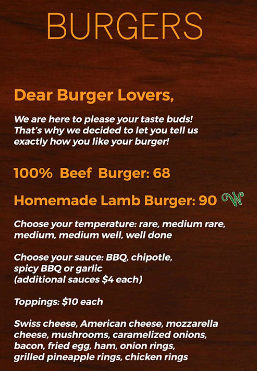 BURGERS
Dear Burger Lovers,
We are here to please your taste buds!
That's why we decided to let you tell us
exactly how you like your burger!
100% Beef Burger: 68
Homemade Lamb Burger: 90
Choose your temperature: rare, medium rare,
medium, medium well, well done
Choose your sauce: BBQ, chipotle,
spicy BBQ or garlic
(additional sauces $4 each)
Toppings: $10 each
Swiss cheese, American cheese, mozzarella
cheese, mushrooms, caramelized onions,
bacon, fried egg, ham, onion rings,
grilled pineapple rings, chicken rings